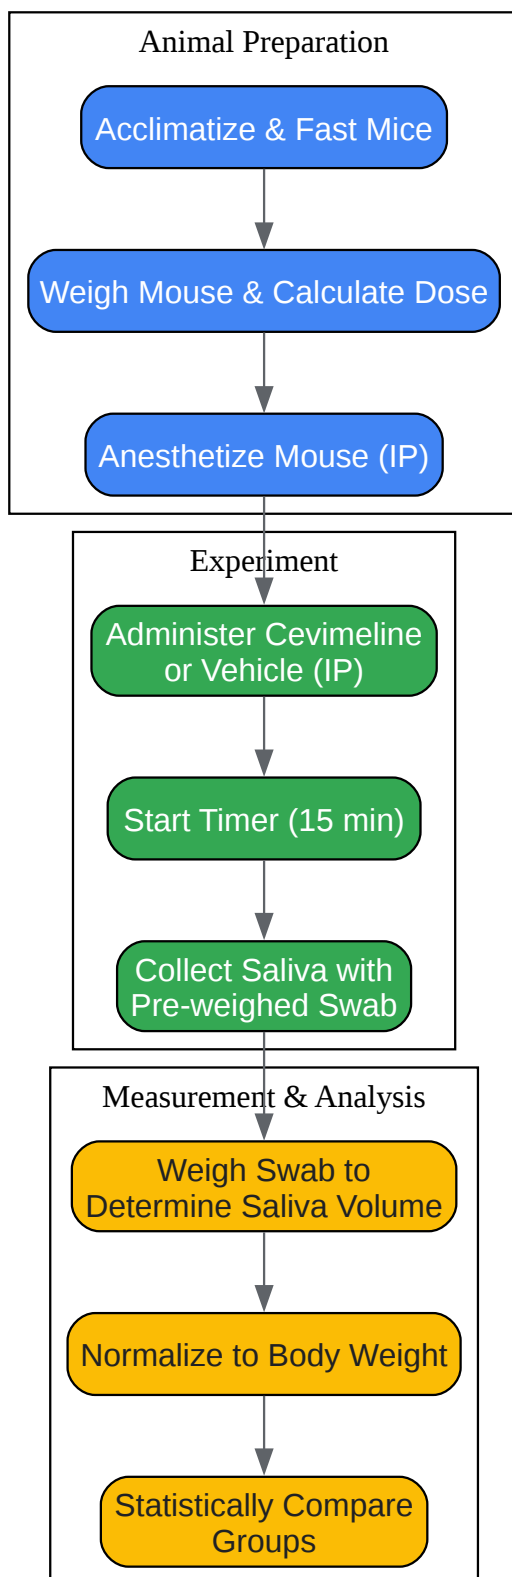 Animal Preparation
Acclimatize & Fast Mice
Weigh Mouse & Calculate Dose
Anesthetize Mouse (IP)
Experiment
Administer Cevimeline
or Vehicle (IP)
Start Timer (15 min)
Collect Saliva with
Pre-weighed Swab
Measurement & Analysis
Weigh Swab to
Determine Saliva Volume
Normalize to Body Weight
Statistically Compare
Groups